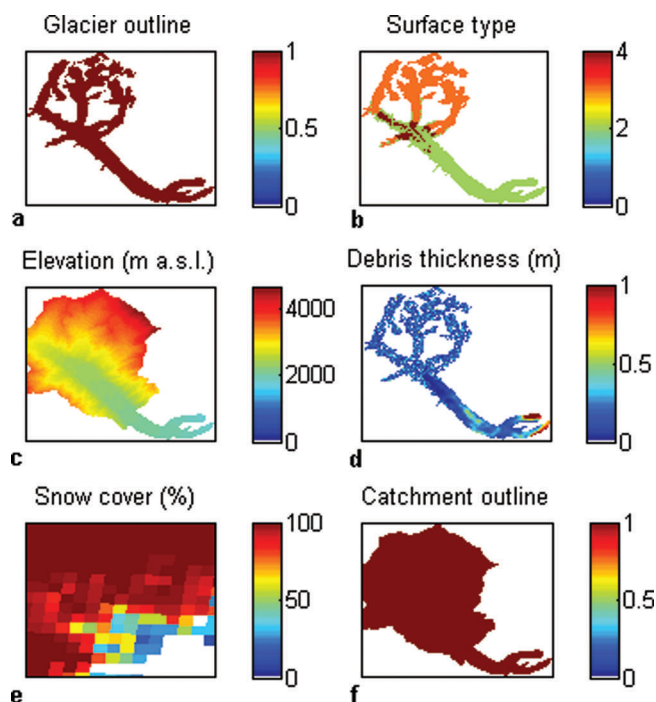 Glacier outline
1
0.5
0
a
Surface type
4
2
0
b
Elevation (m a.s.l.)
4000
2000
0
c
Debris thickness (m)
1
0.5
0
d
Snow cover (%)
100
50
0
e
Catchment outline
1
0.5
0
f